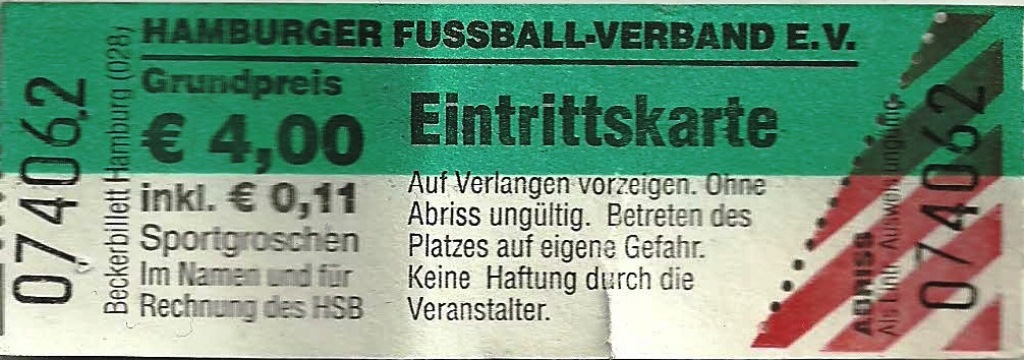 074062
Beckerbillett Hamburg (028)
HAMBURGER FUSSBALL-VERBAND E.V.
Grundpreis
€ 4,00
inkl. € 0,11
Sportgroschen
Im Namen und für
Rechnung des HSB
Eintrittskarte
Auf Verlangen vorzeigen. Ohne
Abriss ungültig. Betreten des
Platzes auf eigene Gefahr.
Keine Haftung durch die
Veranstalter.
ABRISS
Als
074062